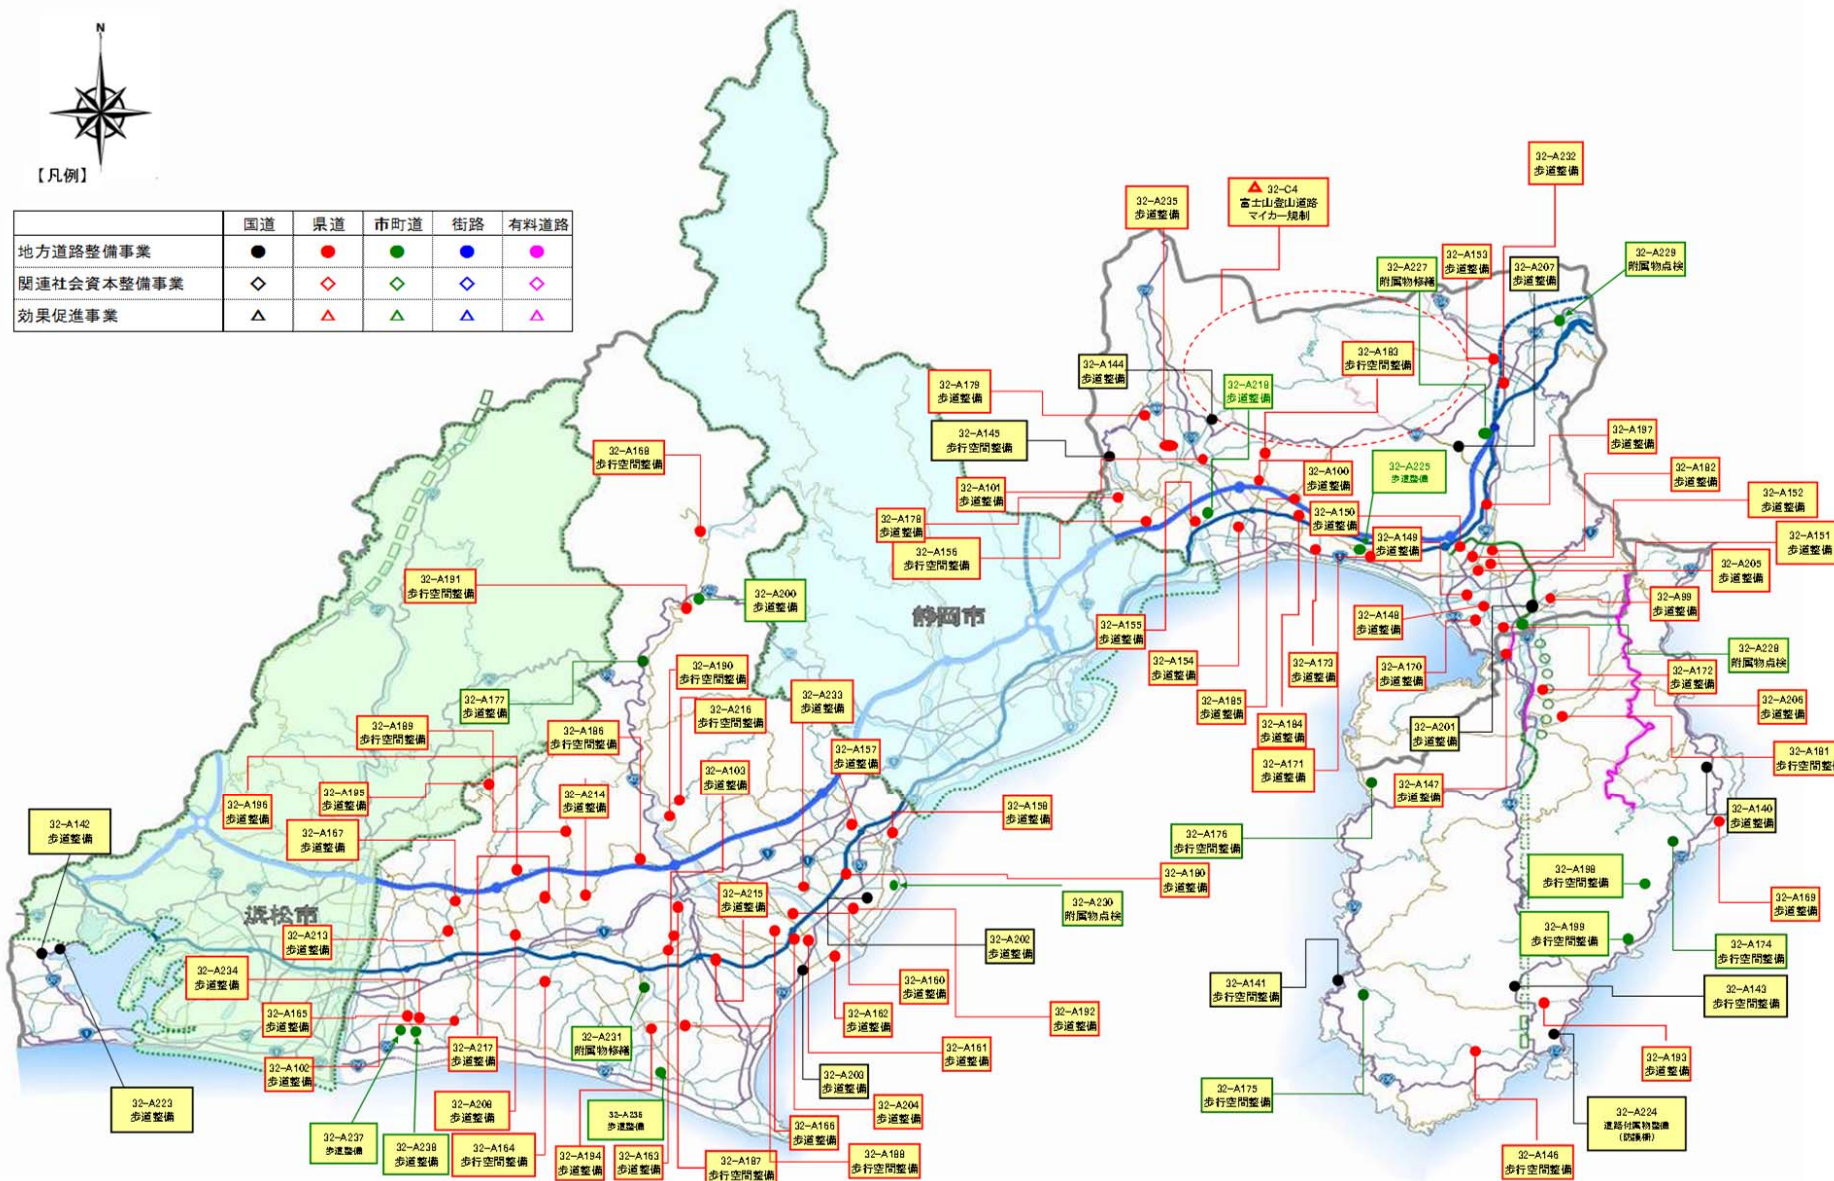 N
【凡例】
国道 県道 市町道 街路 有料道路
地方道路整備事業
関連社会資本整備事業
効果促進事業
32-A232
歩道整備
32-C4
富士山登山道路
マイカー規制
32-A235
歩道整備
32-A227
附属物修繕
32-A153
歩道整備
32-A207
歩道整備
32-A229
附属物点検
32-A144
歩道整備
32-A183
歩行空間整備
32-A179
歩道整備
32-A218
歩道整備
32-A145
歩行空間整備
32-A197
歩道整備
32-A168
歩行空間整備
32-A100
歩道整備
32-A225
歩道整備
32-A182
歩道整備
32-A101
歩道整備
32-A152
歩道整備
32-A178
歩道整備
32-A150
歩道整備
32-A151
歩道整備
32-A156
歩行空間整備
32-A149
歩道整備
32-A205
歩道整備
32-A191
歩行空間整備
32-A200
歩道整備
静岡市
32-A99
歩道整備
32-A155
歩道整備
32-A148
歩道整備
32-A190
歩行空間整備
32-A154
歩道整備
32-A173
歩道整備
32-A170
歩道整備
32-A228
附属物点検
32-A172
歩道整備
32-A177
歩道整備
32-A233
歩道整備
32-A216
歩行空間整備
32-A185
歩道整備
32-A206
歩道整備
32-A189
歩行空間整備
32-A186
歩行空間整備
32-A184
歩道整備
32-A201
歩道整備
32-A157
歩道整備
32-A181
歩行空間整備
32-A103
歩道整備
32-A171
歩道整備
32-A195
歩道整備
32-A214
歩道整備
32-A147
歩道整備
32-A196
歩道整備
32-A158
歩道整備
32-A140
歩道整備
32-A142
歩道整備
32-A167
歩道整備
32-A176
歩行空間整備
32-A180
歩道整備
32-A198
歩行空間整備
32-A215
歩道整備
32-A230
附属物点検
32-A169
歩道整備
浜松市
32-A213
歩道整備
32-A202
歩道整備
32-A199
歩行空間整備
32-A174
歩行空間整備
32-A234
歩道整備
32-A160
歩道整備
32-A141
歩行空間整備
32-A143
歩行空間整備
32-A165
歩道整備
32-A162
歩道整備
32-A192
歩道整備
32-A231
附属物修繕
32-A217
歩道整備
32-A161
歩道整備
32-A102
歩道整備
32-A203
歩道整備
32-A193
歩道整備
32-A223
歩道整備
32-A175
歩行空間整備
32-A204
歩道整備
歩道整備
歩道整備
32-A224
道路付属物整備
(防護柵)
32-A166
歩道整備
32-A237
歩道整備
32-A238
歩道整備
32-A164
歩行空間整備
32-A194
歩道整備
32-A163
歩道整備
32-A187
歩行空間整備
32-A188
歩行空間整備
32-A146
歩行空間整備